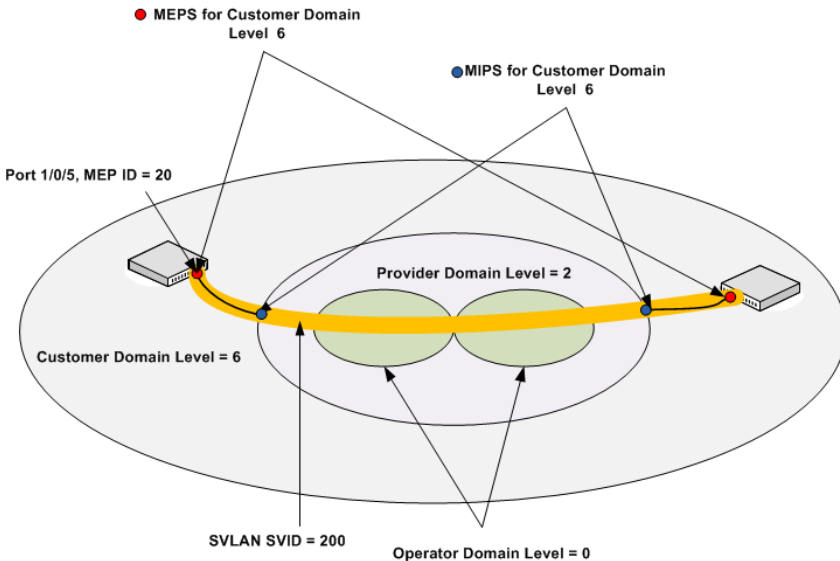 MEPS for Customer Domain
Level 6
MIPS for Customer Domain
Level 6
Port 1/0/5, MEP ID = 20
Provider Domain Level = 2
Customer Domain Level = 6
SVLAN SVID = 200
Operator Domain Level = 0